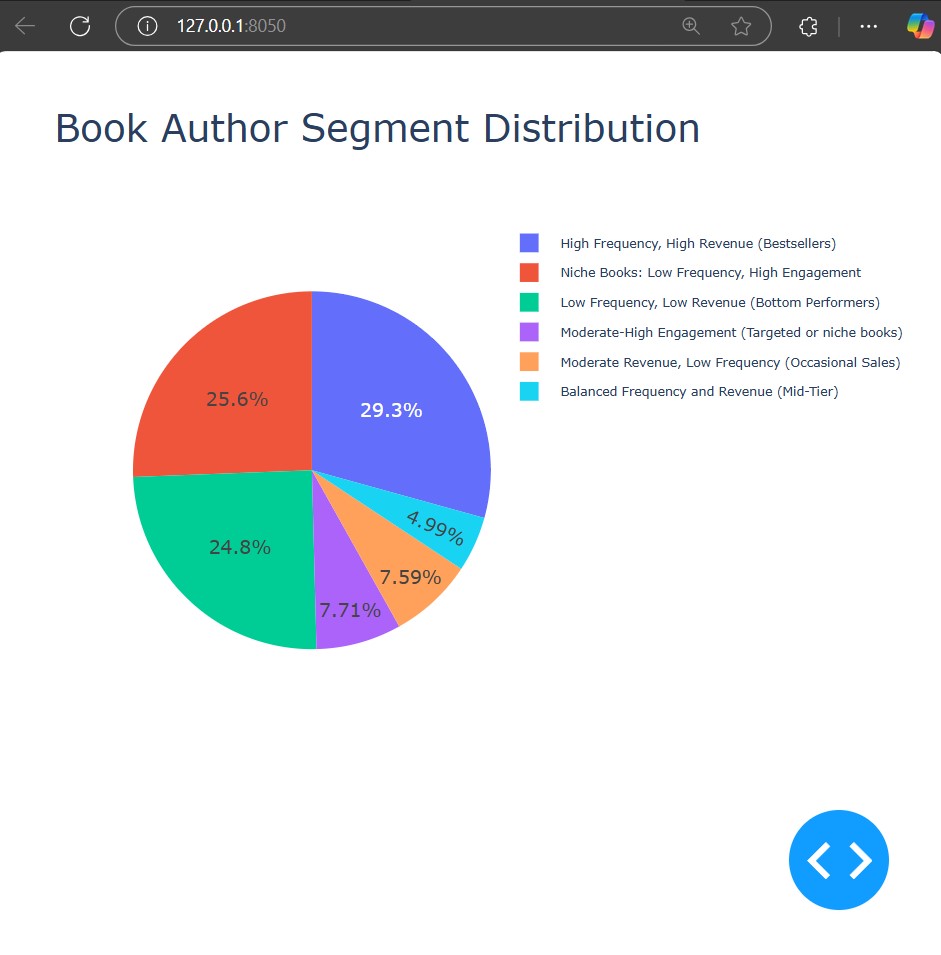 127.0.0.1:8050
Book Author Segment Distribution
High Frequency, High Revenue (Bestsellers)
Niche Books: Low Frequency, High Engagement
Low Frequency, Low Revenue (Bottom Performers)
Moderate-High Engagement (Targeted or niche books)
Moderate Revenue, Low Frequency (Occasional Sales)
Balanced Frequency and Revenue (Mid-Tier)
25.6%
29.3%
4.99%
24.8%
7.59%
7.71%